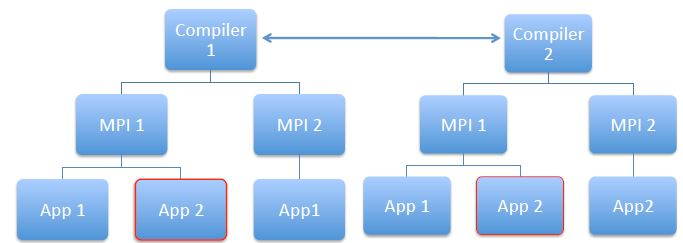 Compiler
1
Compiler
2
MPI 1
MPI 2
MPI 1
MPI 2
App 1
App 2
App1
App 1
App 2
App2